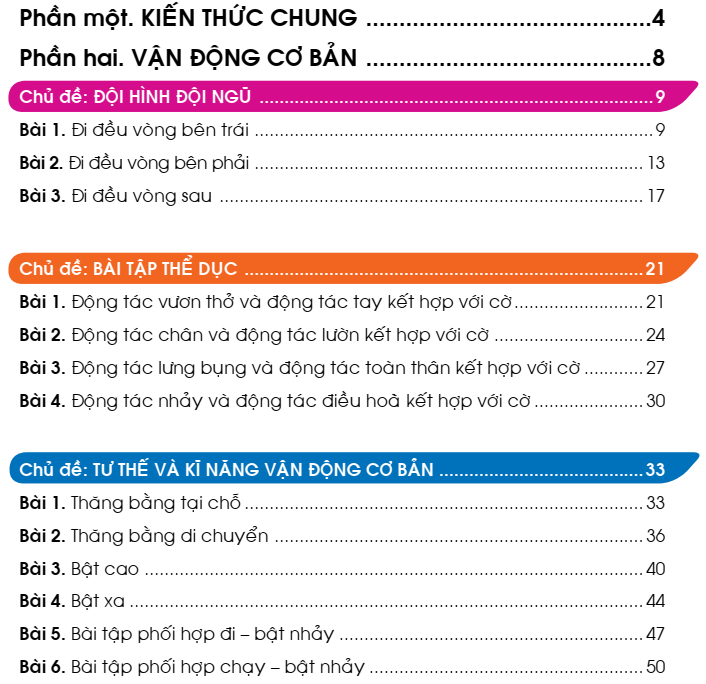 Phần một. KIẾN THỨC CHUNG ...........................................4
Phần hai. VẬN ĐỘNG CƠ BẢN ...........................................8
Chủ đề: ĐỘI HÌNH ĐỘI NGŨ ...........................................9
Bài 1. Đi đều vòng bên trái ...........................................9
Bài 2. Đi đều vòng bên phải ...........................................13
Bài 3. Đi đều vòng sau ...........................................17
Chủ đề: BÀI TẬP THỂ DỤC ...........................................21
Bài 1. Động tác vươn thở và động tác tay kết hợp với cờ.......................21
Bài 2. Động tác chân và động tác lườn kết hợp với cờ ..........................24
Bài 3. Động tác lưng bụng và động tác toàn thân kết hợp với cờ ...........27
Bài 4. Động tác nhảy và động tác điều hoà kết hợp với cờ ....................30
Chủ đề: TƯ THẾ VÀ KĨ NĂNG VẬN ĐỘNG CƠ BẢN ...................................33
Bài 1. Thăng bằng tại chỗ ...........................................33
Bài 2. Thăng bằng di chuyển ...........................................36
Bài 3. Bật cao ...........................................40
Bài 4. Bật xa ...........................................44
Bài 5. Bài tập phối hợp đi – bật nhảy ...........................................47
Bài 6. Bài tập phối hợp chạy – bật nhảy ...........................................50